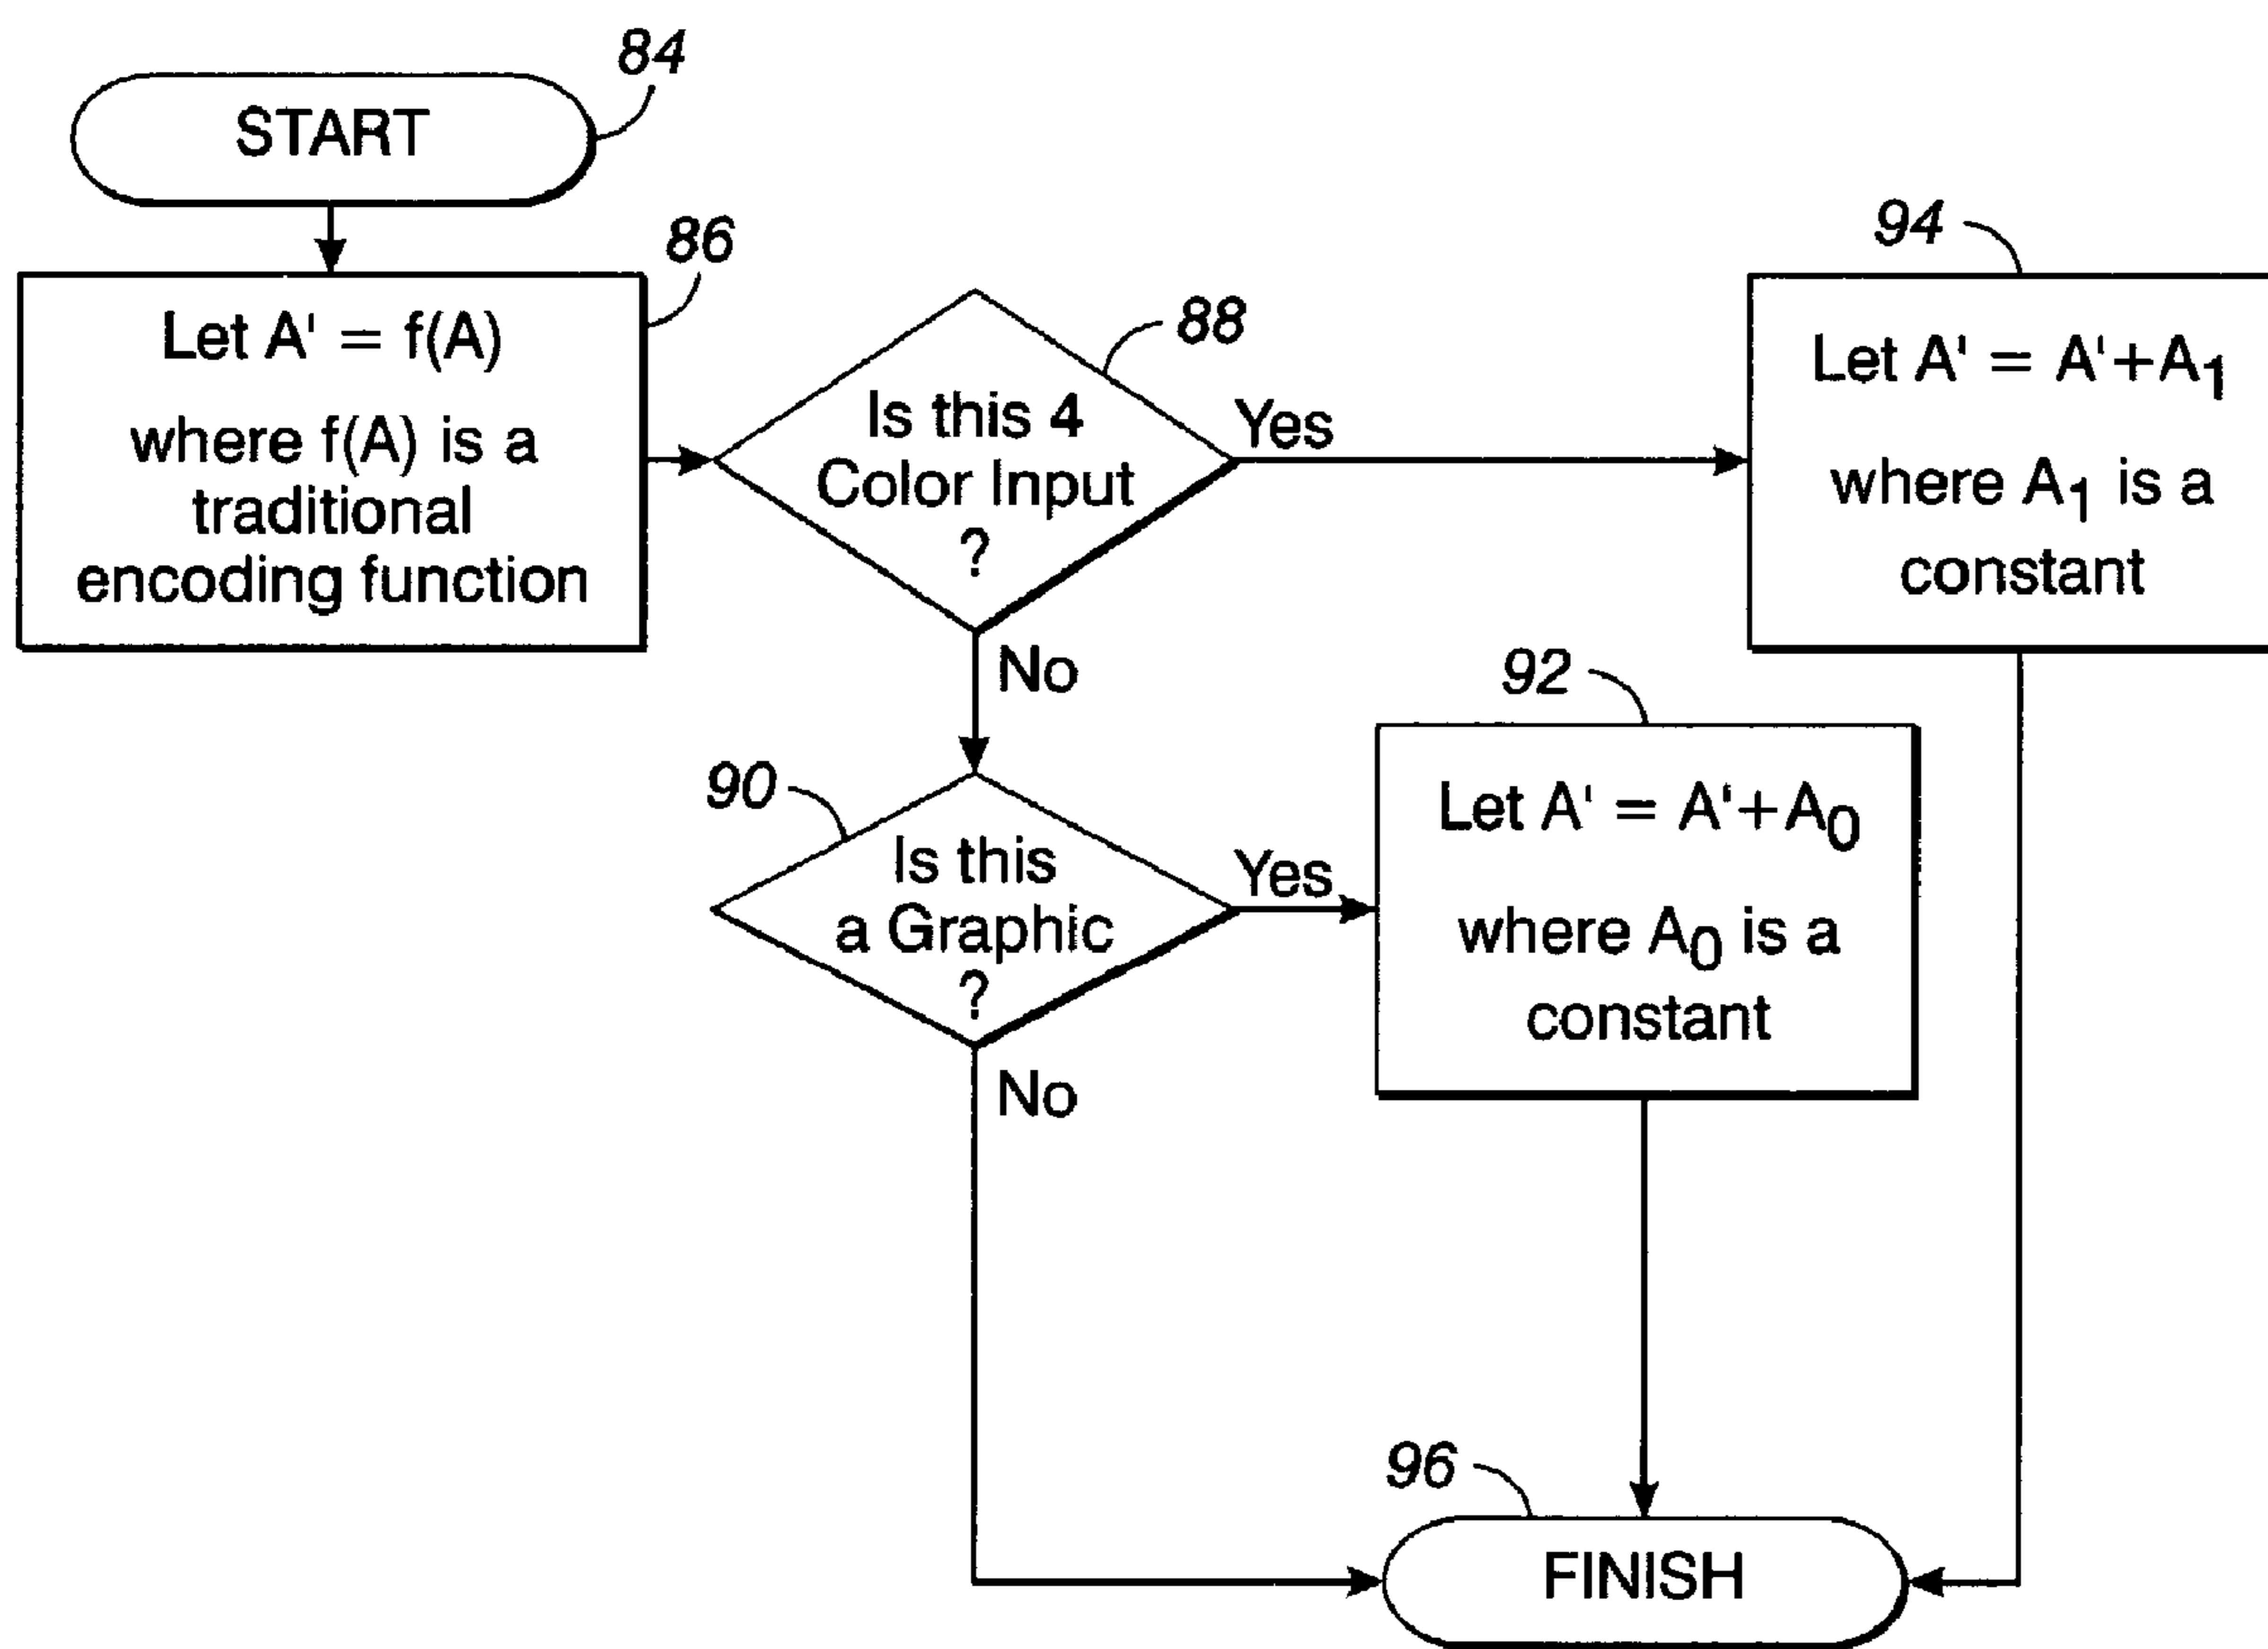 84
START
86
Let A' = f(A)
where f(A) is a
traditional
encoding function
88
Is this 4
Color Input
?
Yes
No
94
Let A' = A'+A₁
where A₁ is a
constant
90
Is this
a Graphic
?
Yes
No
92
Let A' = A'+A₀
where A₀ is a
constant
96
FINISH